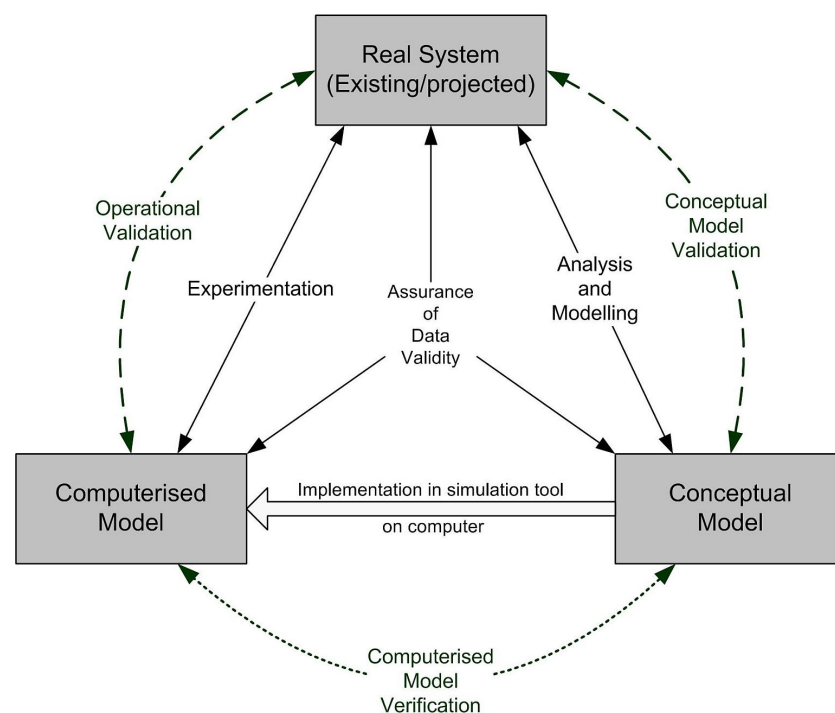 Real System
(Existing/projected)
Operational
Validation
Conceptual
Model
Validation
Experimentation
Assurance
of
Data
Validity
Analysis
and
Modelling
Computerised
Model
Implementation in simulation tool
on computer
Conceptual
Model
Computerised
Model
Verification